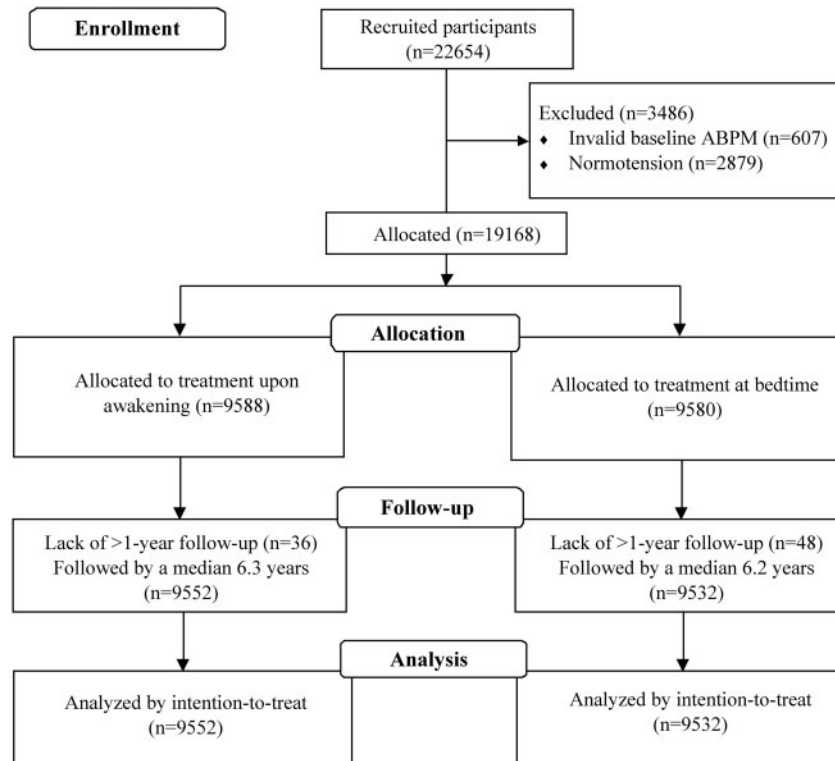 Enrollment
Recruited participants
(n=22654)
Excluded (n=3486)
♦ Invalid baseline ABPM (n=607)
♦ Normotension (n=2879)
Allocated (n=19168)
Allocation
Allocated to treatment upon
awakening (n=9588)
Allocated to treatment at bedtime
(n=9580)
Follow-up
Lack of >1-year follow-up (n=36)
Followed by a median 6.3 years
(n=9552)
Lack of >1-year follow-up (n=48)
Followed by a median 6.2 years
(n=9532)
Analysis
Analyzed by intention-to-treat
(n=9552)
Analyzed by intention-to-treat
(n=9532)